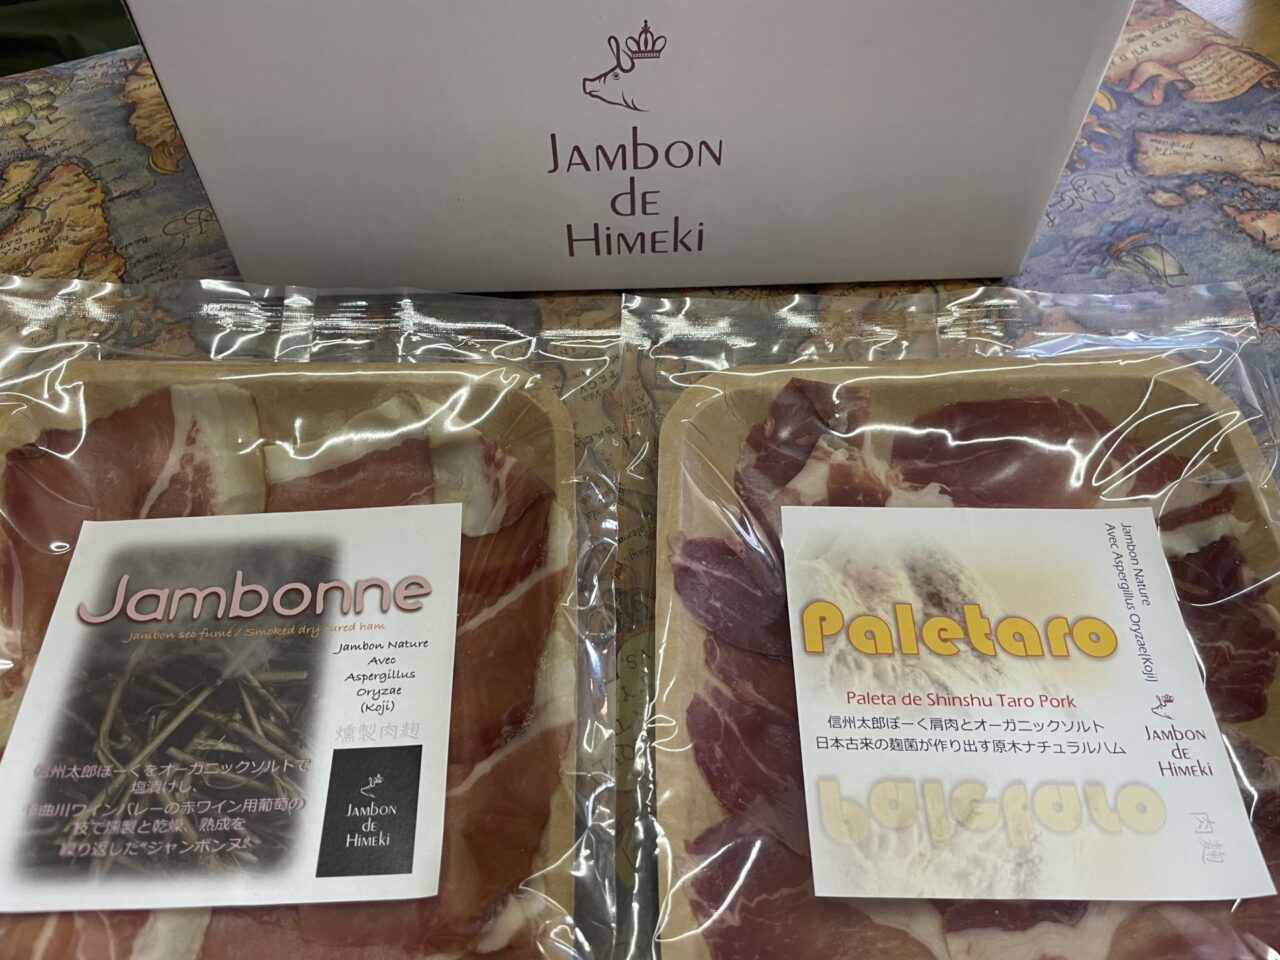 JAMBON
de
HiMEKi
Jambonne
Jambon sec fumé / Smoked dry cured ham
Jambon Nature
Avec
Aspergillus
Oryzae
(Koji)
燻製肉麹
信州太郎ぽーくをオーガニックソルトで
塩漬けし、
千曲川ワインバレーの赤ワイン用葡萄の
枝で燻製と乾燥、熟成を
繰り返した“ジャンボンヌ”
JAMBON
de
HiMEKi
Jambon Nature
Avec Aspergillus Oryzae(Koji)
Paletaro
Paleta de Shinshu Taro Pork
信州太郎ぽーく肩肉とオーガニックソルト
日本古来の麹菌が作り出す原木ナチュラルハム
JAMBON
de
HiMEKi
Paletaro
肉麹